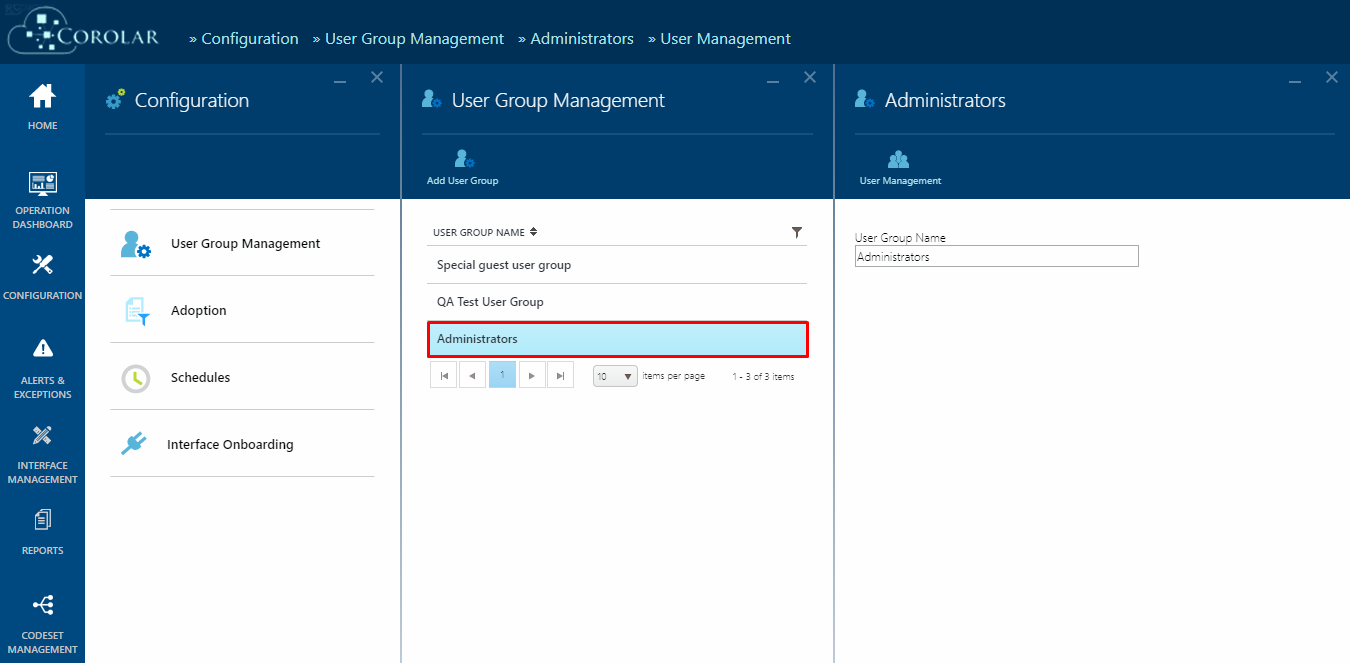 COROLAR
» Configuration » User Group Management » Administrators » User Management
HOME
OPERATION
DASHBOARD
CONFIGURATION
ALERTS &
EXCEPTIONS
INTERFACE
MANAGEMENT
REPORTS
CODESET
MANAGEMENT
Configuration
User Group Management
Adoption
Schedules
Interface Onboarding
User Group Management
Add User Group
USER GROUP NAME
Special guest user group
QA Test User Group
Administrators
1
10
items per page
1 - 3 of 3 items
Administrators
User Management
User Group Name
Administrators